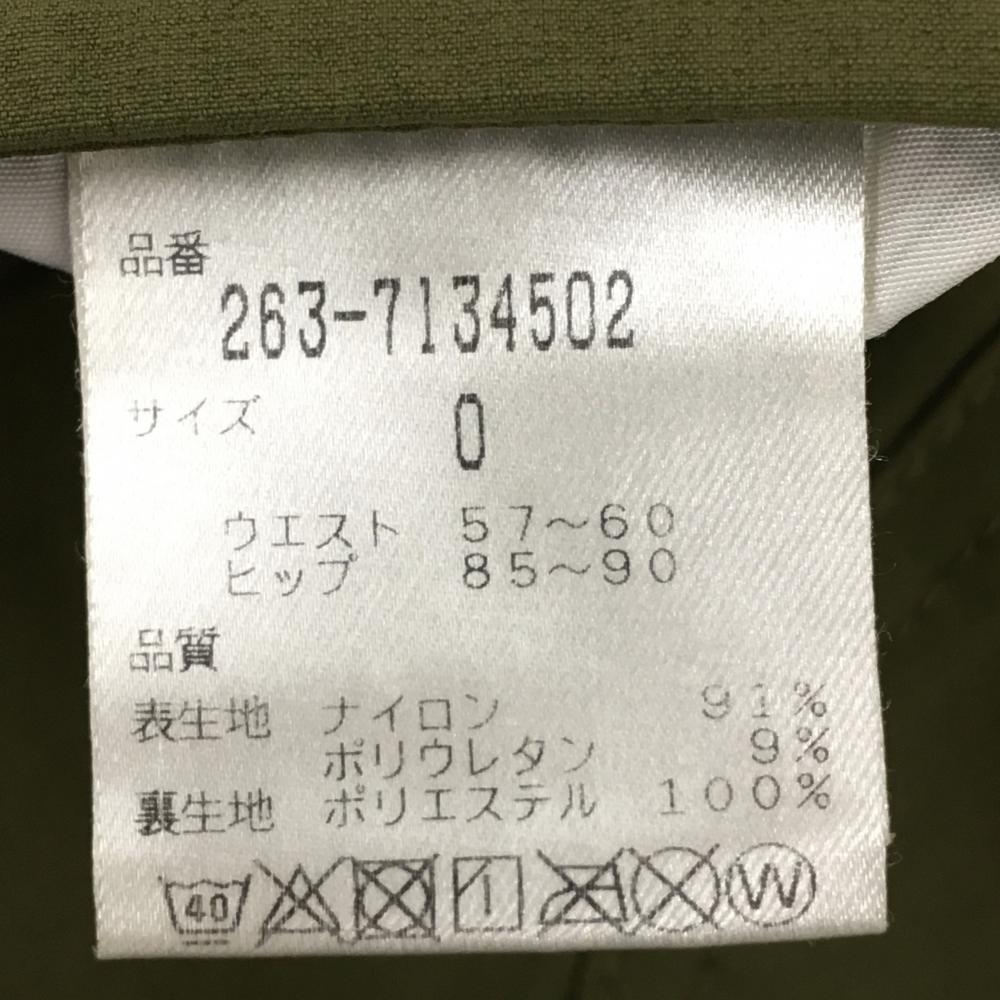 品番
263-7134502
サイズ 0
ウエスト 57～60
ヒップ 85～90
品質
表生地 ナイロン 91%
ポリウレタン 9%
裏生地 ポリエステル 100%
40 W